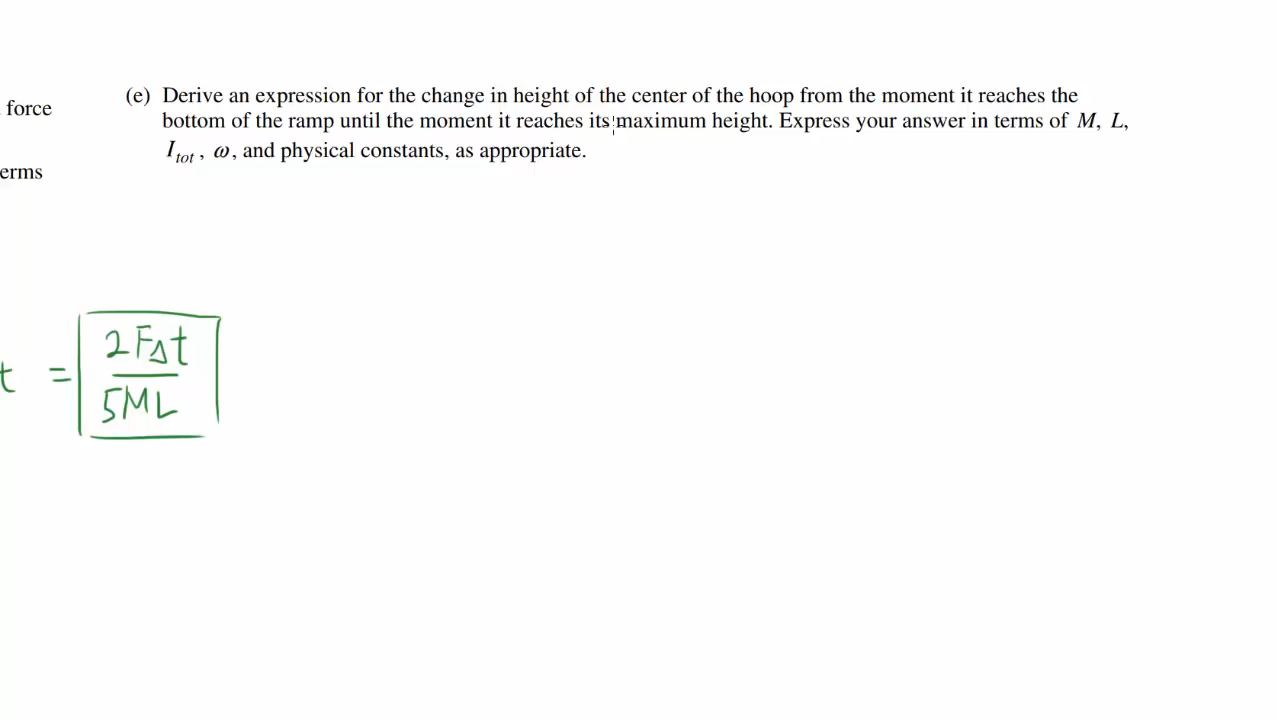 (e) Derive an expression for the change in height of the center of the hoop from the moment it reaches the
force
bottom of the ramp until the moment it reaches its maximum height. Express your answer in terms of M, L,
I_tot , ω, and physical constants, as appropriate.
erms
t = 2FΔt
5ML